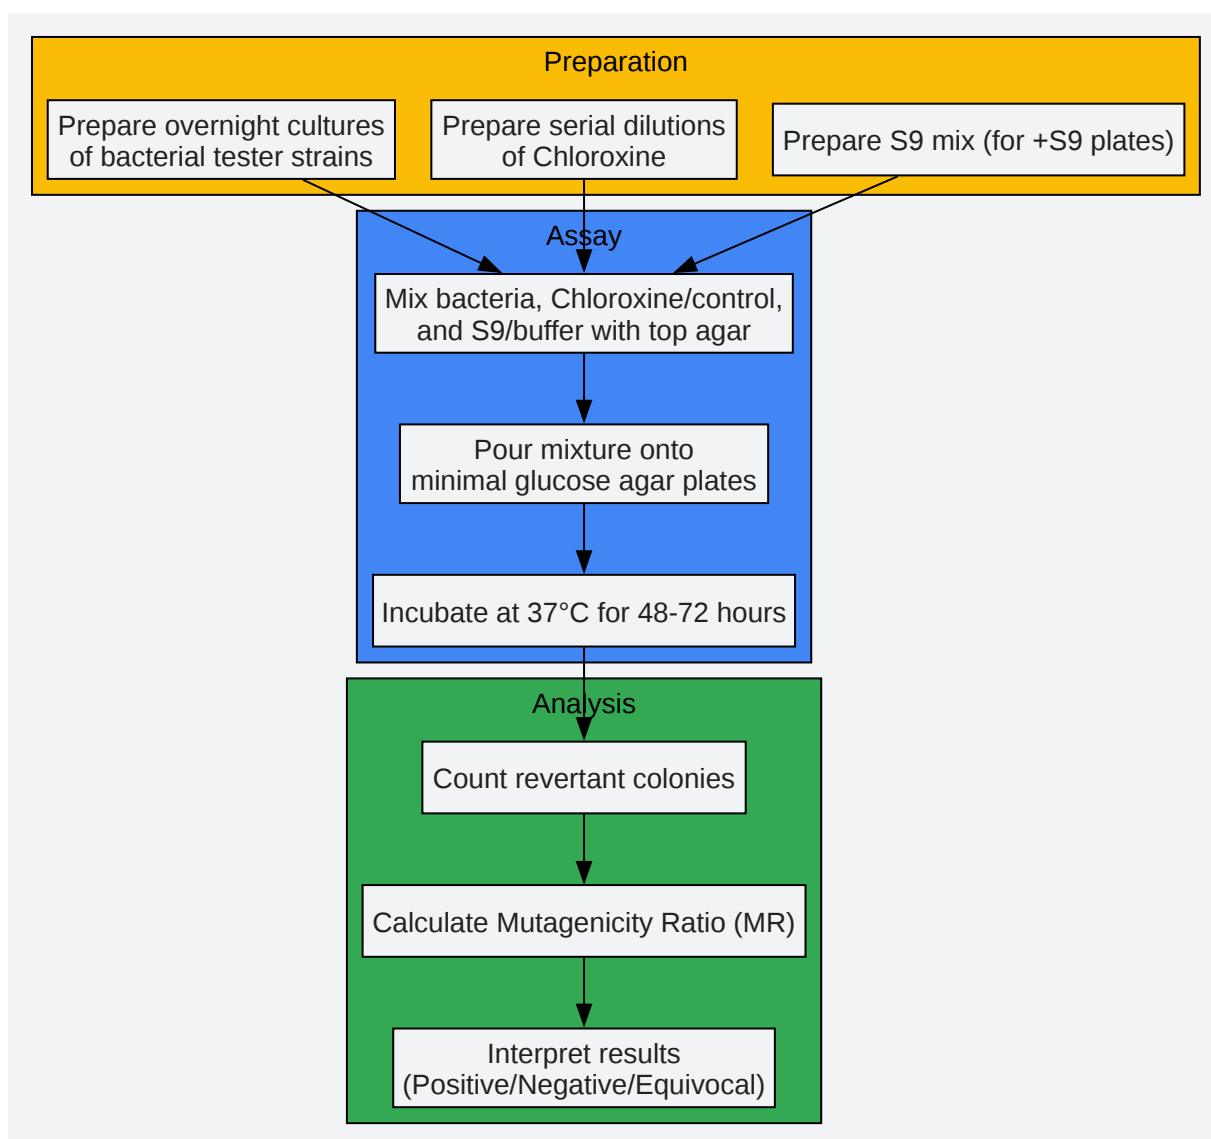 Preparation
Prepare overnight cultures
of bacterial tester strains
Prepare serial dilutions
of Chloroxine
Prepare S9 mix (for +S9 plates)
Assay
Mix bacteria, Chloroxine/control,
and S9/buffer with top agar
Pour mixture onto
minimal glucose agar plates
Incubate at 37°C for 48-72 hours
Analysis
Count revertant colonies
Calculate Mutagenicity Ratio (MR)
Interpret results
(Positive/Negative/Equivocal)